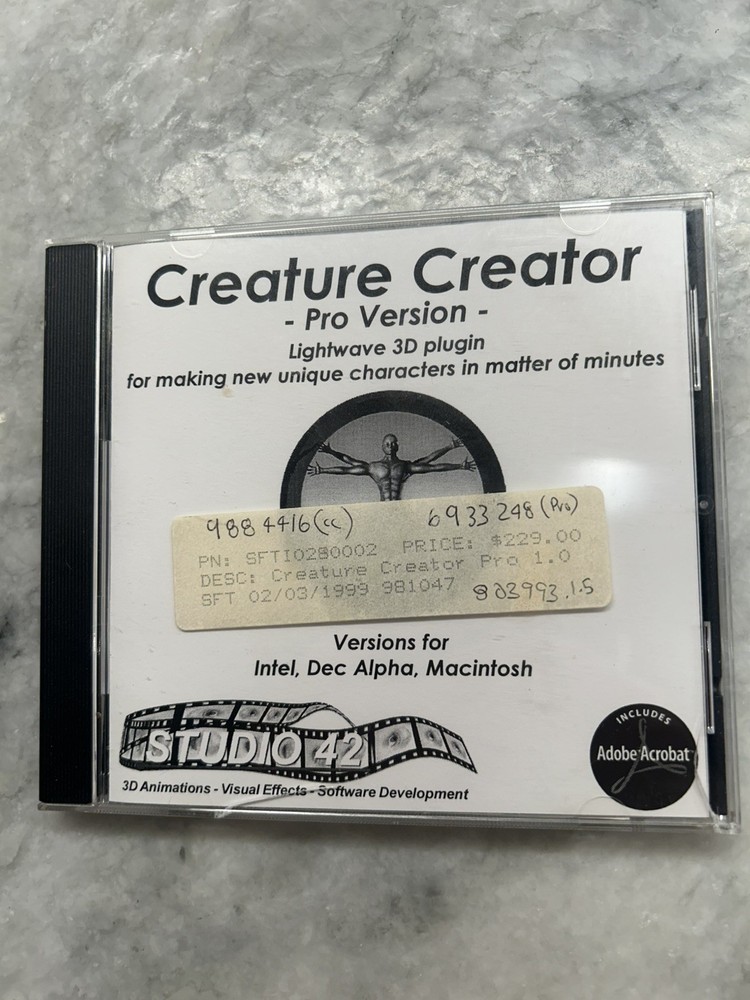 Creature Creator
- Pro Version -
Lightwave 3D plugin
for making new unique characters in matter of minutes
9884416(cc) 6933248(Pro)
PN: SFTI0280002 PRICE: $229.00
DESC: Creature Creator Pro 1.0
SFT 02/03/1999 981047 803993.1.5
Versions for
Intel, Dec Alpha, Macintosh
STUDIO 42
3D Animations - Visual Effects - Software Development
INCLUDES
Adobe Acrobat